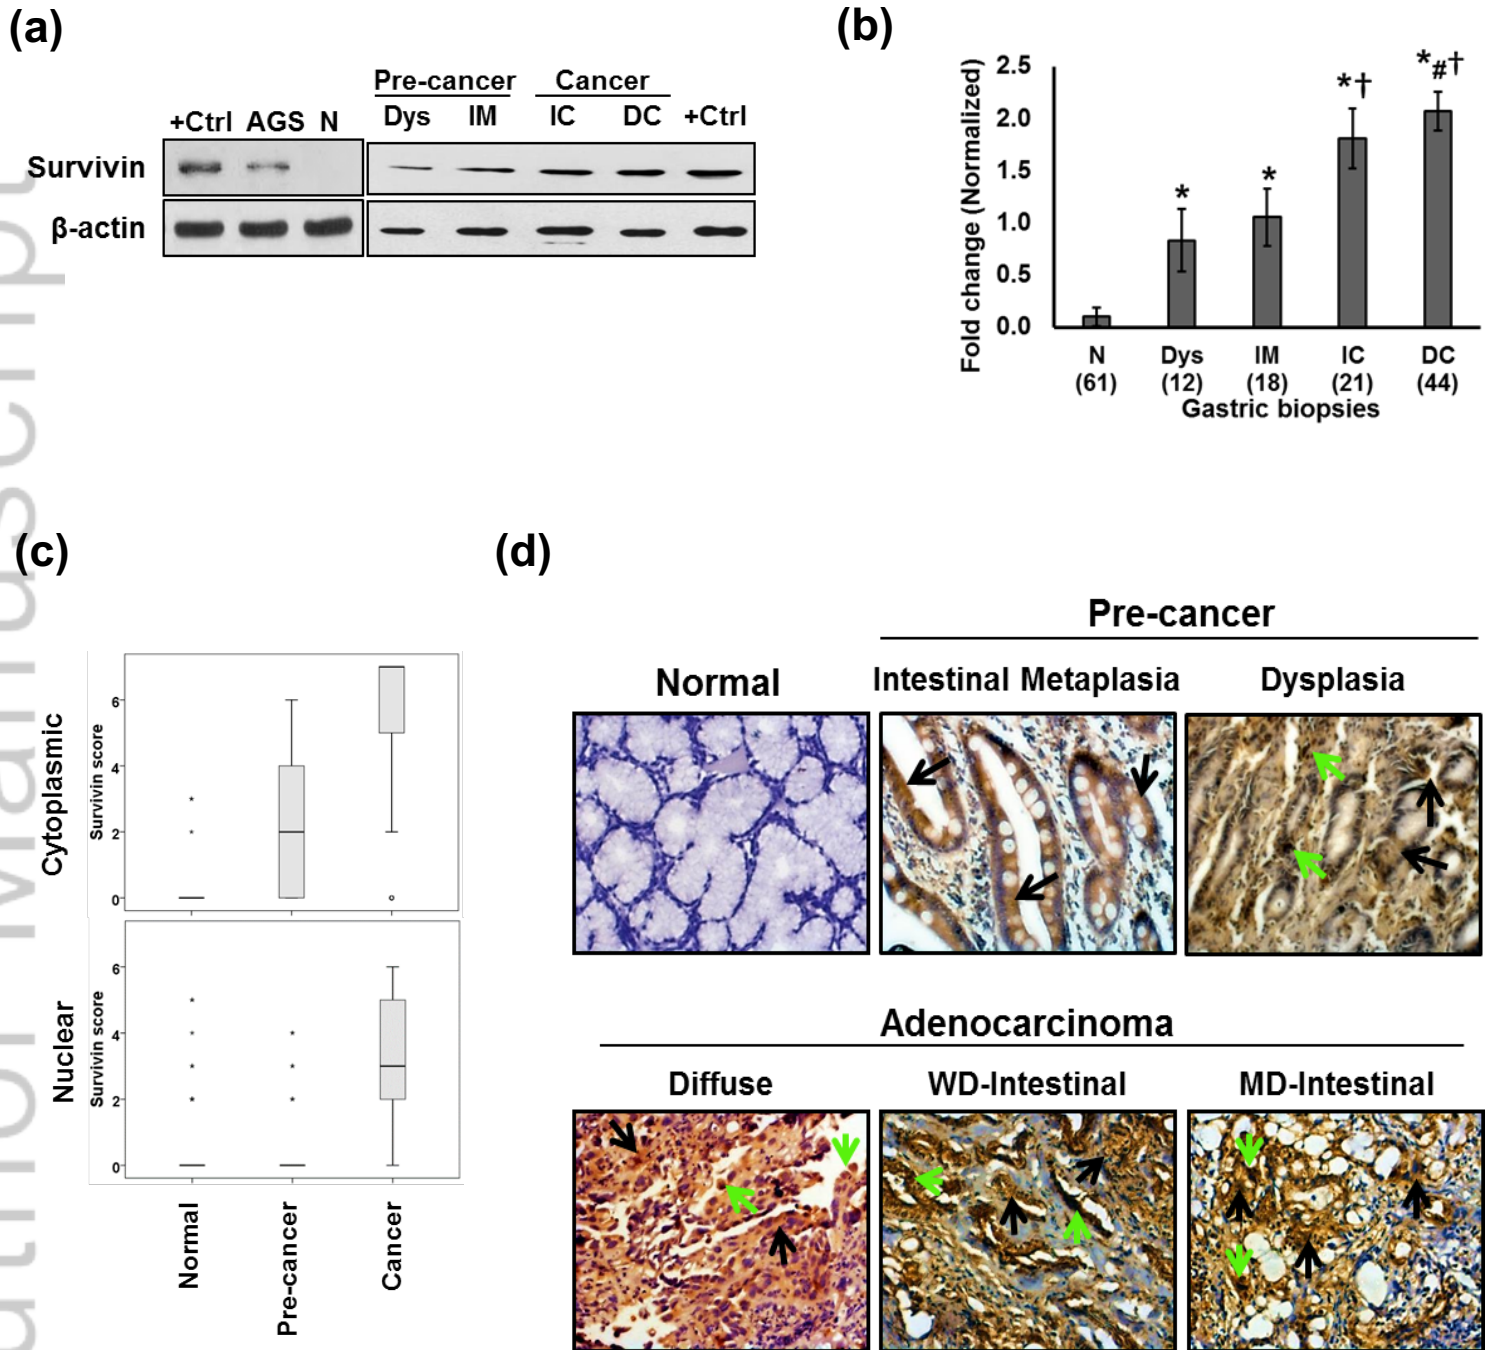 (a)
Pre-cancer Cancer
+Ctrl AGS N Dys IM IC DC +Ctrl
Survivin
β-actin
(b)
Fold change (Normalized)
2.5
2.0
1.5
1.0
0.5
0.0
* * *† *#†
N Dys IM IC DC
(61) (12) (18) (21) (44)
Gastric biopsies
(c)
Cytoplasmic
Survivin score
6
4
2
0
Nuclear
Survivin score
6
4
2
0
Normal
Pre-cancer
Cancer
(d)
Pre-cancer
Normal Intestinal Metaplasia Dysplasia
Adenocarcinoma
Diffuse WD-Intestinal MD-Intestinal